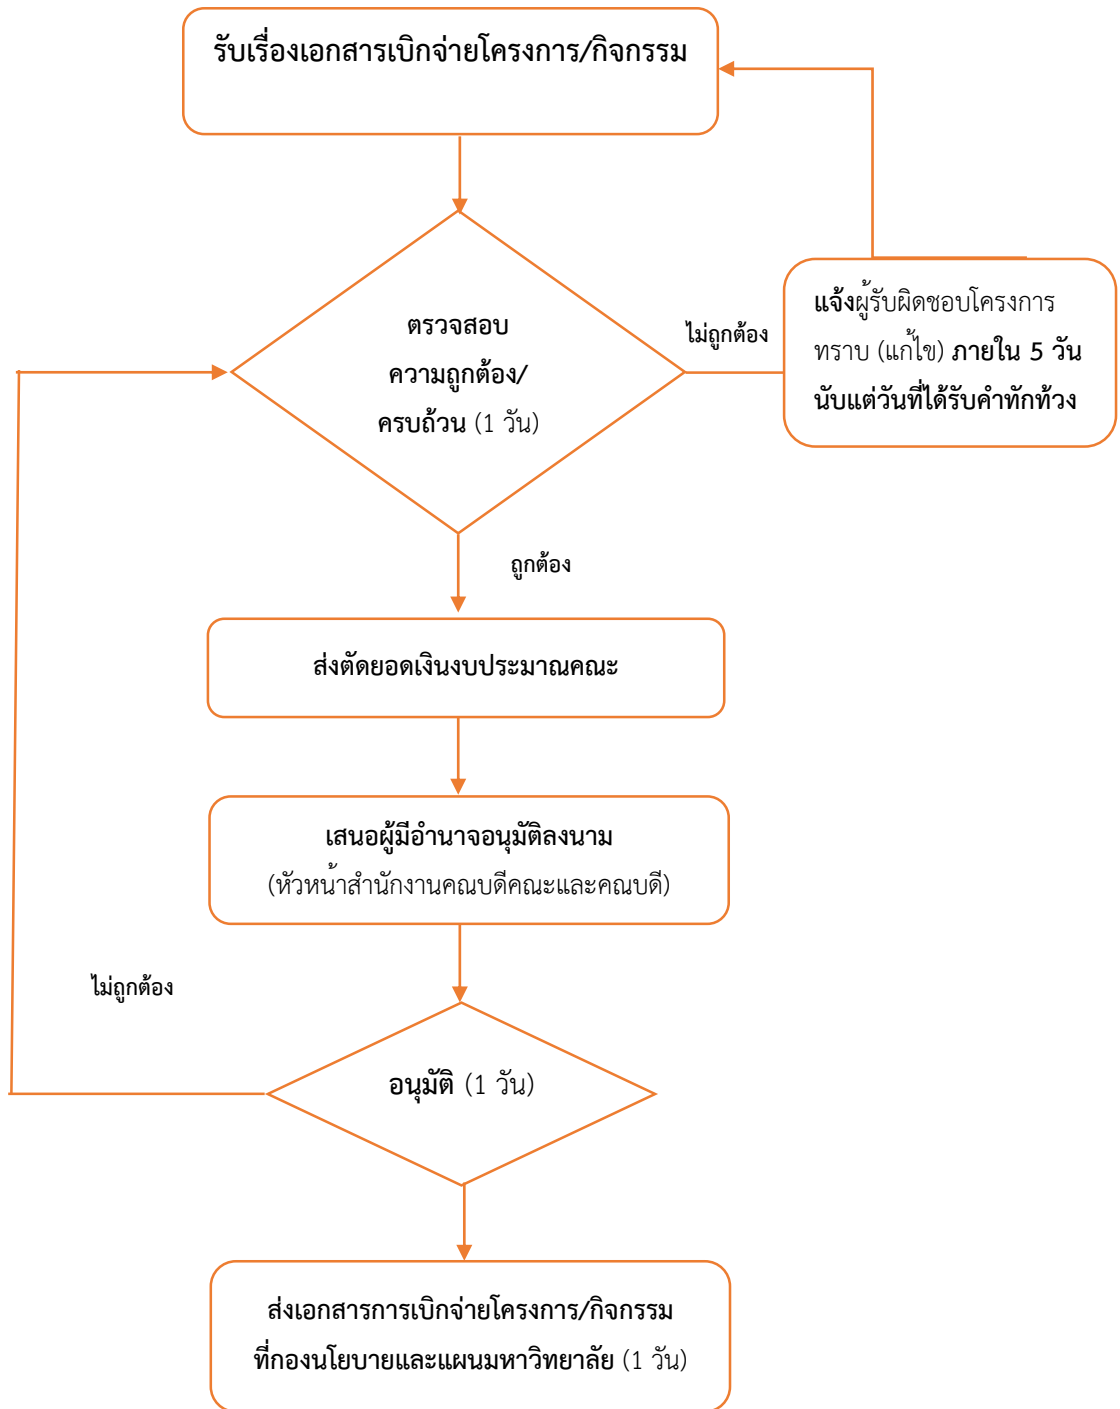 รับเรื่องเอกสารเบิกจ่ายโครงการ/กิจกรรม
ตรวจสอบ
ความถูกต้อง/
ครบถ้วน (1 วัน)
ไม่ถูกต้อง
แจ้งผู้รับผิดชอบโครงการ
ทราบ (แก้ไข) ภายใน 5 วัน
นับแต่วันที่ได้รับคำทักท้วง
ถูกต้อง
ส่งตัดยอดเงินงบประมาณคณะ
เสนอผู้มีอำนาจอนุมัติลงนาม
(หัวหน้าสำนักงานคณบดีคณะและคณบดี)
ไม่ถูกต้อง
อนุมัติ (1 วัน)
ส่งเอกสารการเบิกจ่ายโครงการ/กิจกรรม
ที่กองนโยบายและแผนมหาวิทยาลัย (1 วัน)